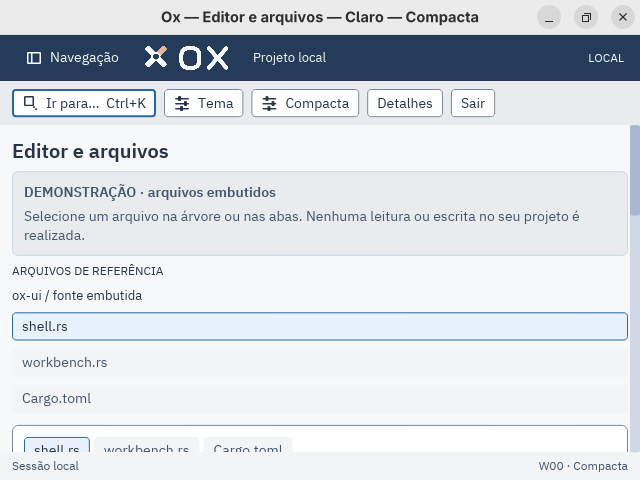 Ox — Editor e arquivos — Claro — Compacta
Navegação OX Projeto local LOCAL
Ir para... Ctrl+K Tema Compacta Detalhes Sair
Editor e arquivos
DEMONSTRAÇÃO · arquivos embutidos
Selecione um arquivo na árvore ou nas abas. Nenhuma leitura ou escrita no seu projeto é
realizada.
ARQUIVOS DE REFERÊNCIA
ox-ui / fonte embutida
shell.rs
workbench.rs
Cargo.toml
shell.rs workbench.rs Cargo.toml
Sessão local W00 · Compacta